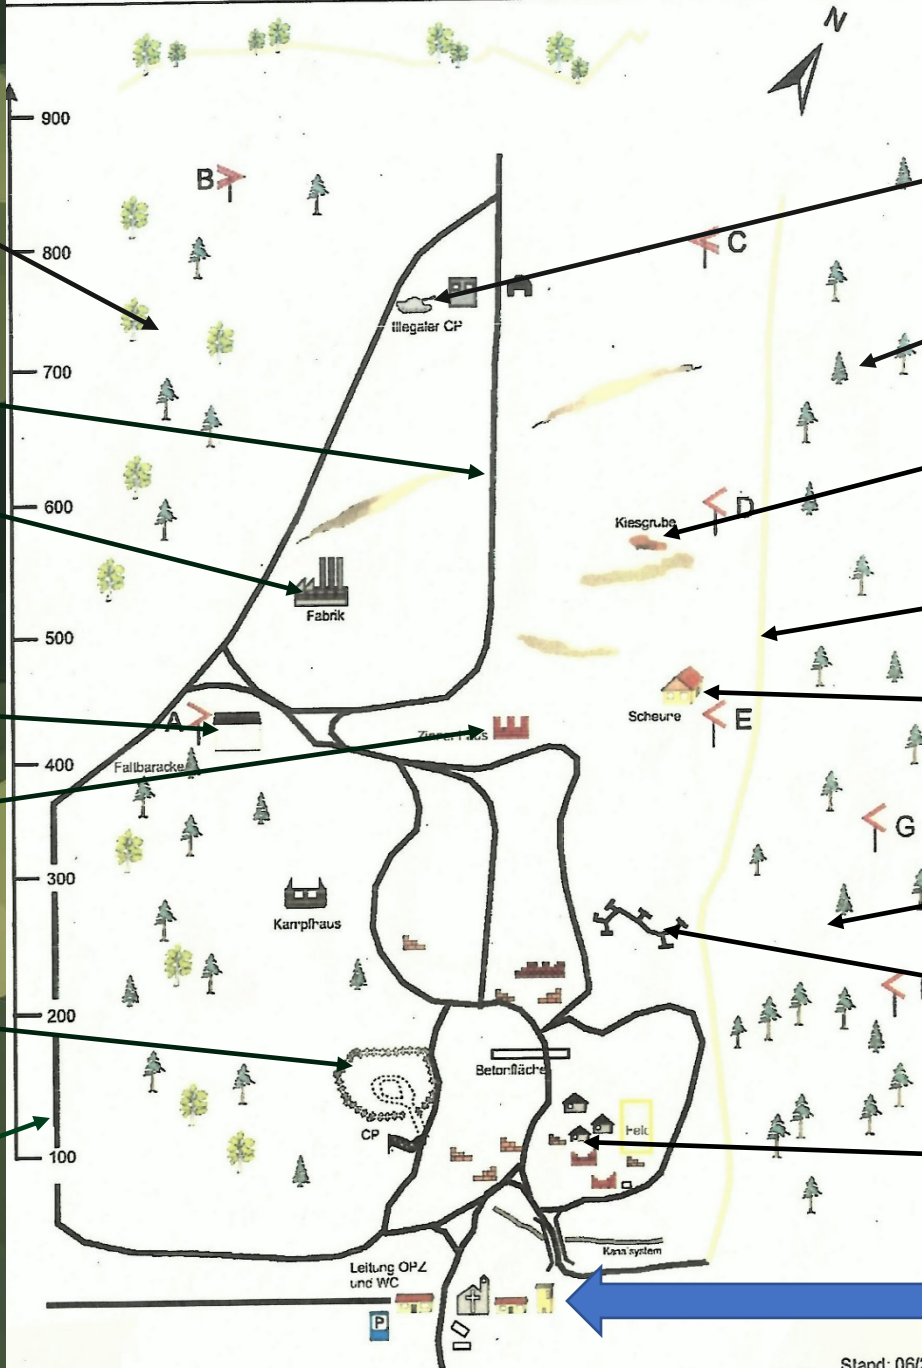 N
900
B
C
800
Illegaler CP
700
600
D
Kiesgrube
Fabrik
500
Scheure
E
A
400
Fallbaracke
G
300
Kampfhaus
200
Betonfläche
CP
Feld
100
Kanalsystem
Leitung OPZ
und WC
P